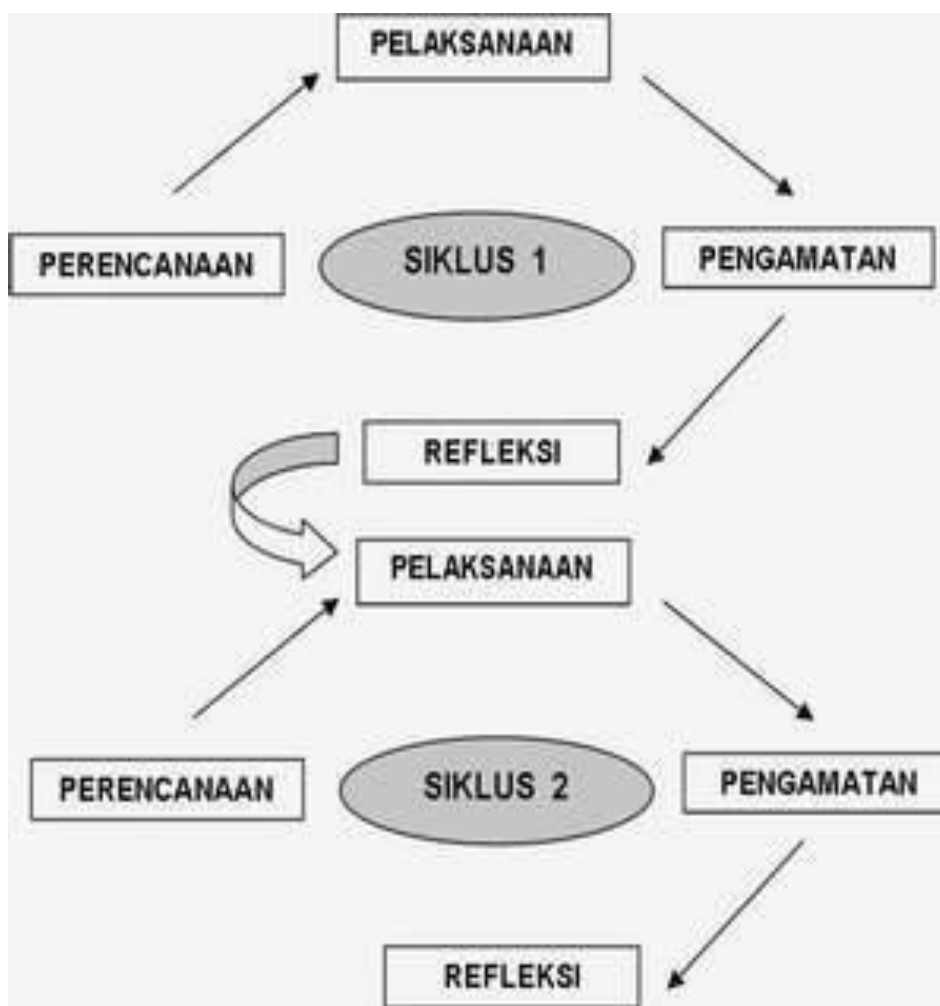 PELAKSANAAN
PERENCANAAN
SIKLUS 1
PENGAMATAN
REFLEKSI
PELAKSANAAN
PERENCANAAN
SIKLUS 2
PENGAMATAN
REFLEKSI